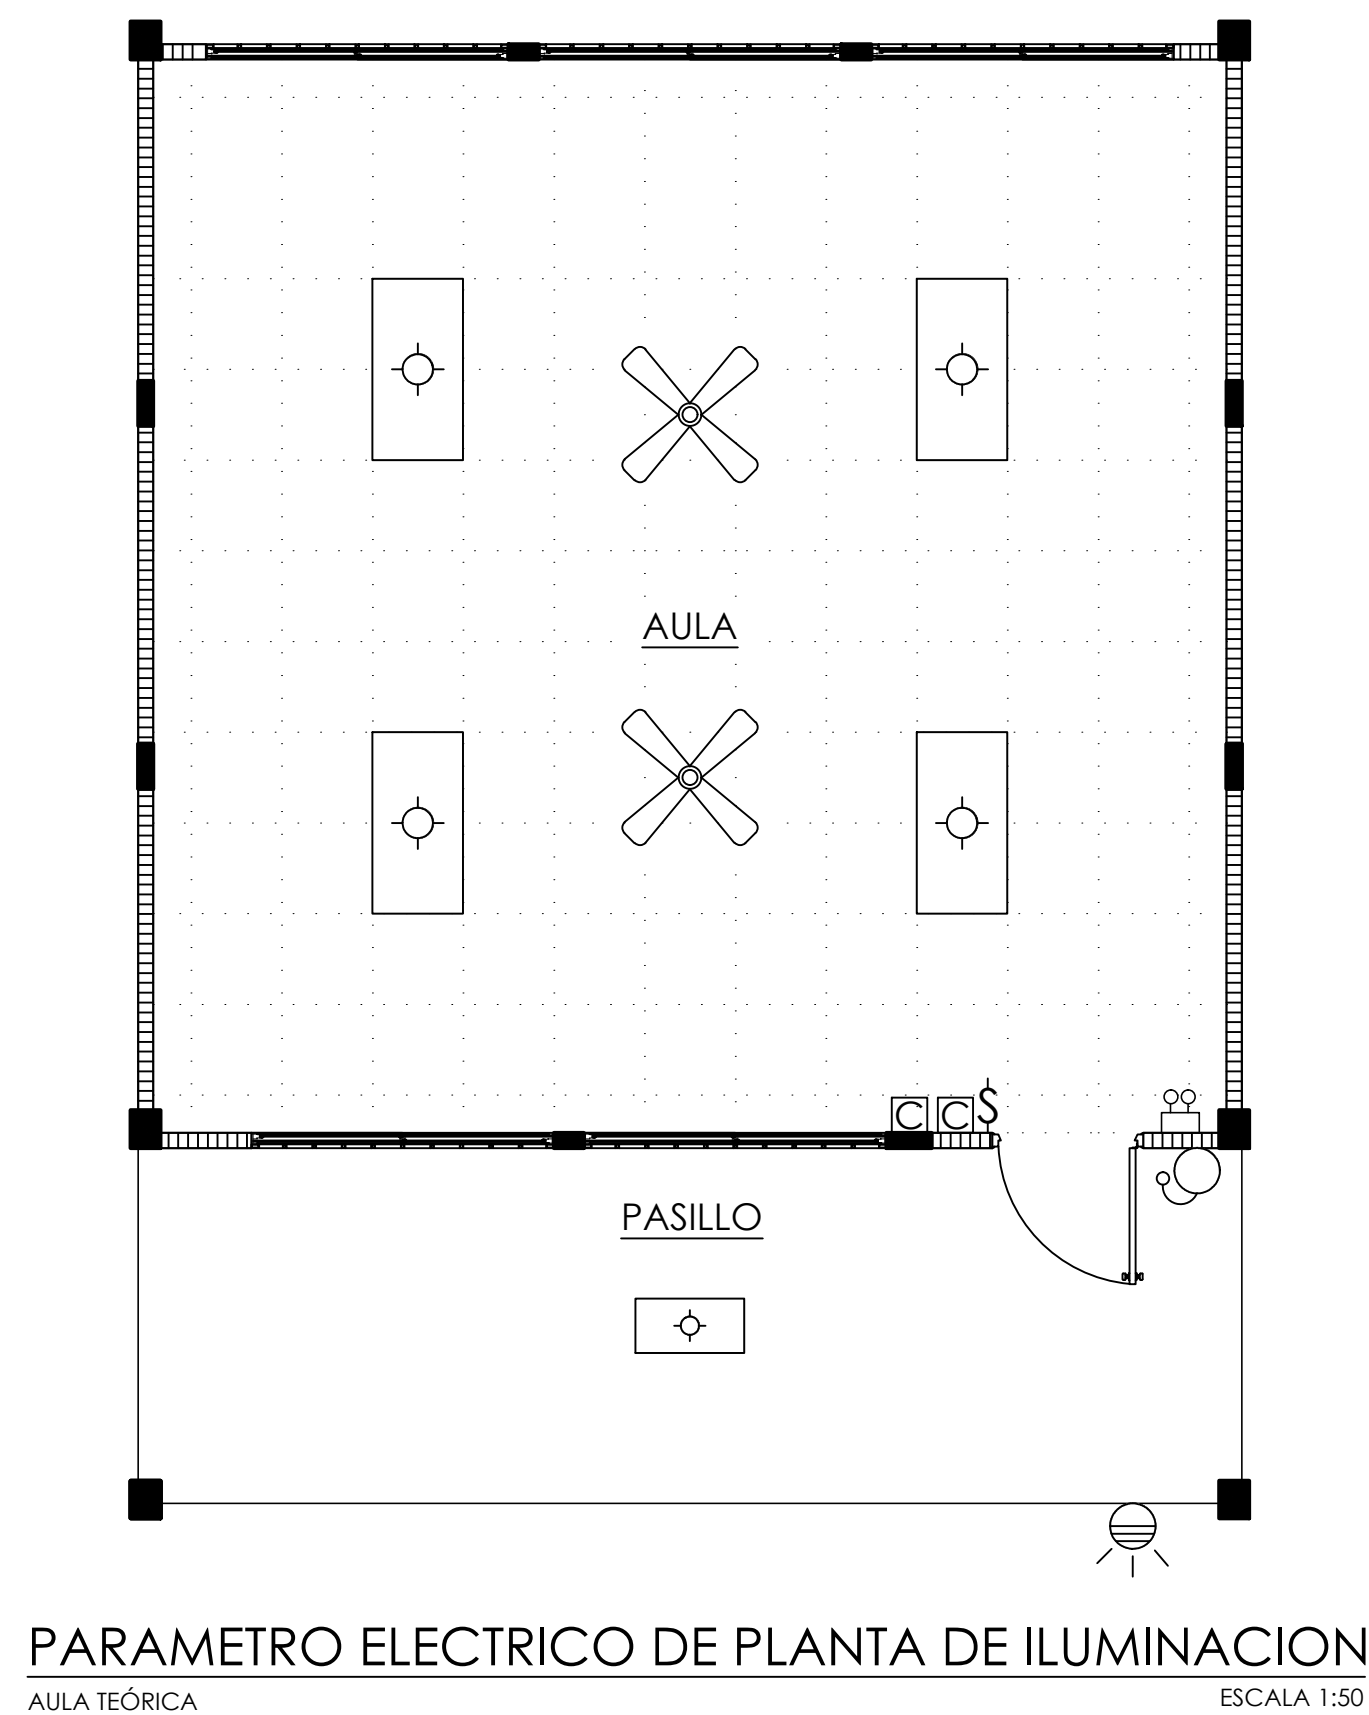 AULA
C C S
PASILLO
PARAMETRO ELECTRICO DE PLANTA DE ILUMINACION
AULA TEÓRICA
ESCALA 1:50